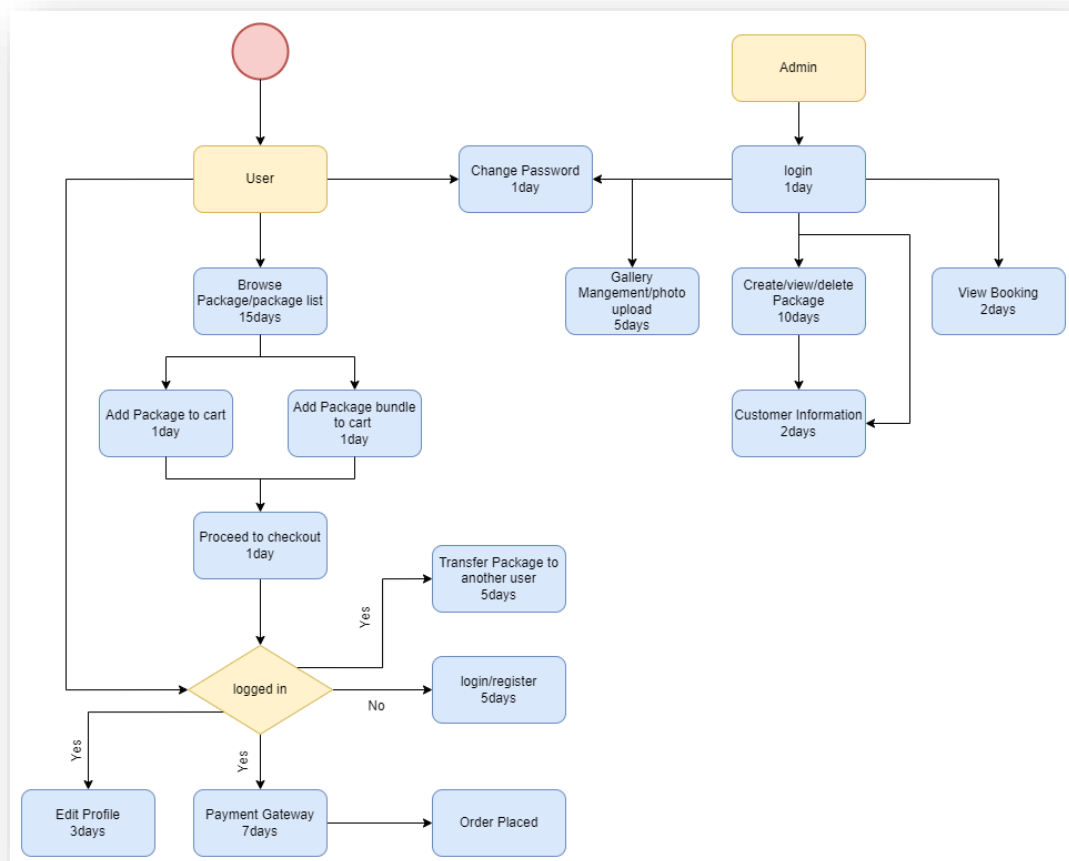 Admin
User
Change Password
1day
login
1day
Browse
Package/package list
15days
Gallery
Mangement/photo
upload
5days
Create/view/delete
Package
10days
View Booking
2days
Add Package to cart
1day
Add Package bundle
to cart
1day
Customer Information
2days
Proceed to checkout
1day
Transfer Package to
another user
5days
Yes
logged in
No
login/register
5days
Yes
Yes
Edit Profile
3days
Payment Gateway
7days
Order Placed